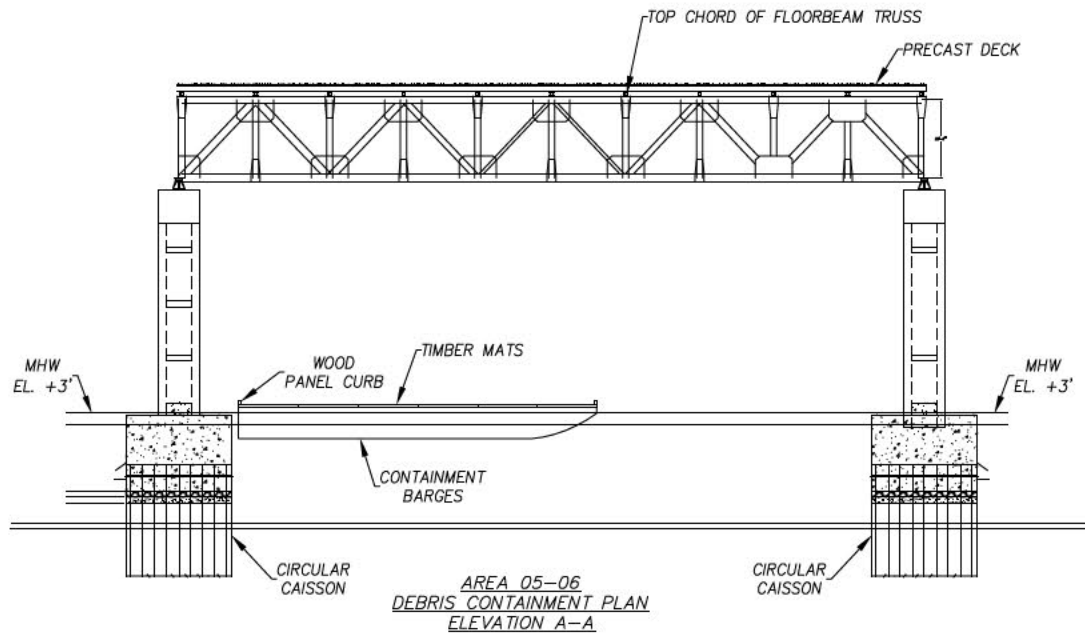 TOP CHORD OF FLOORBEAM TRUSS
PRECAST DECK
MHW
EL. +3'
WOOD
PANEL CURB
TIMBER MATS
MHW
EL. +3'
CONTAINMENT
BARGES
CIRCULAR
CAISSON
CIRCULAR
CAISSON
AREA 05-06
DEBRIS CONTAINMENT PLAN
ELEVATION A-A